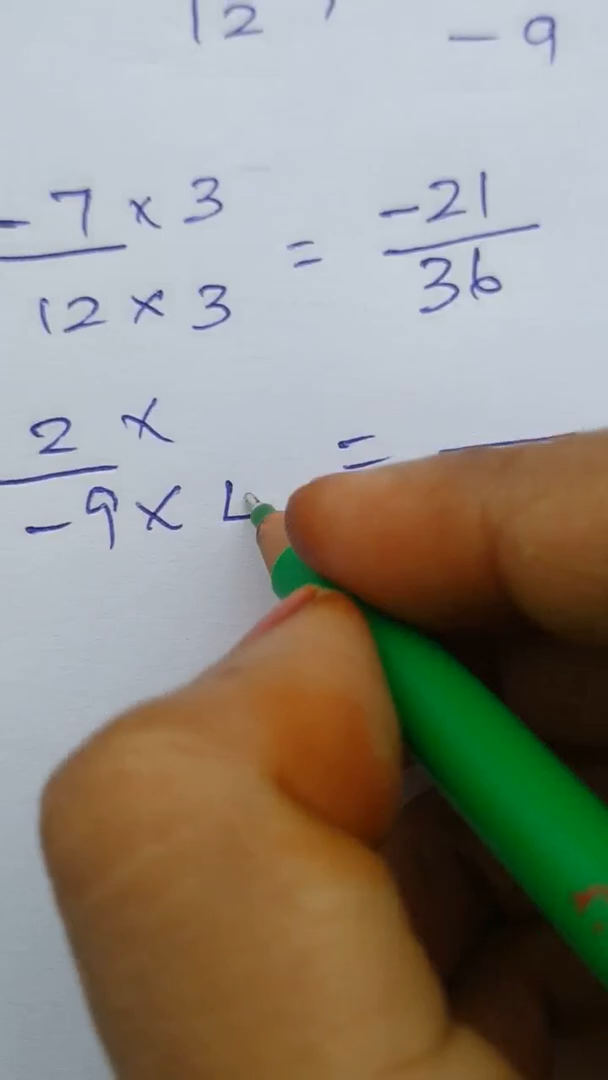 12 , -9
-7 × 3 = -21
12 × 3 36
2 × =
-9 × 4